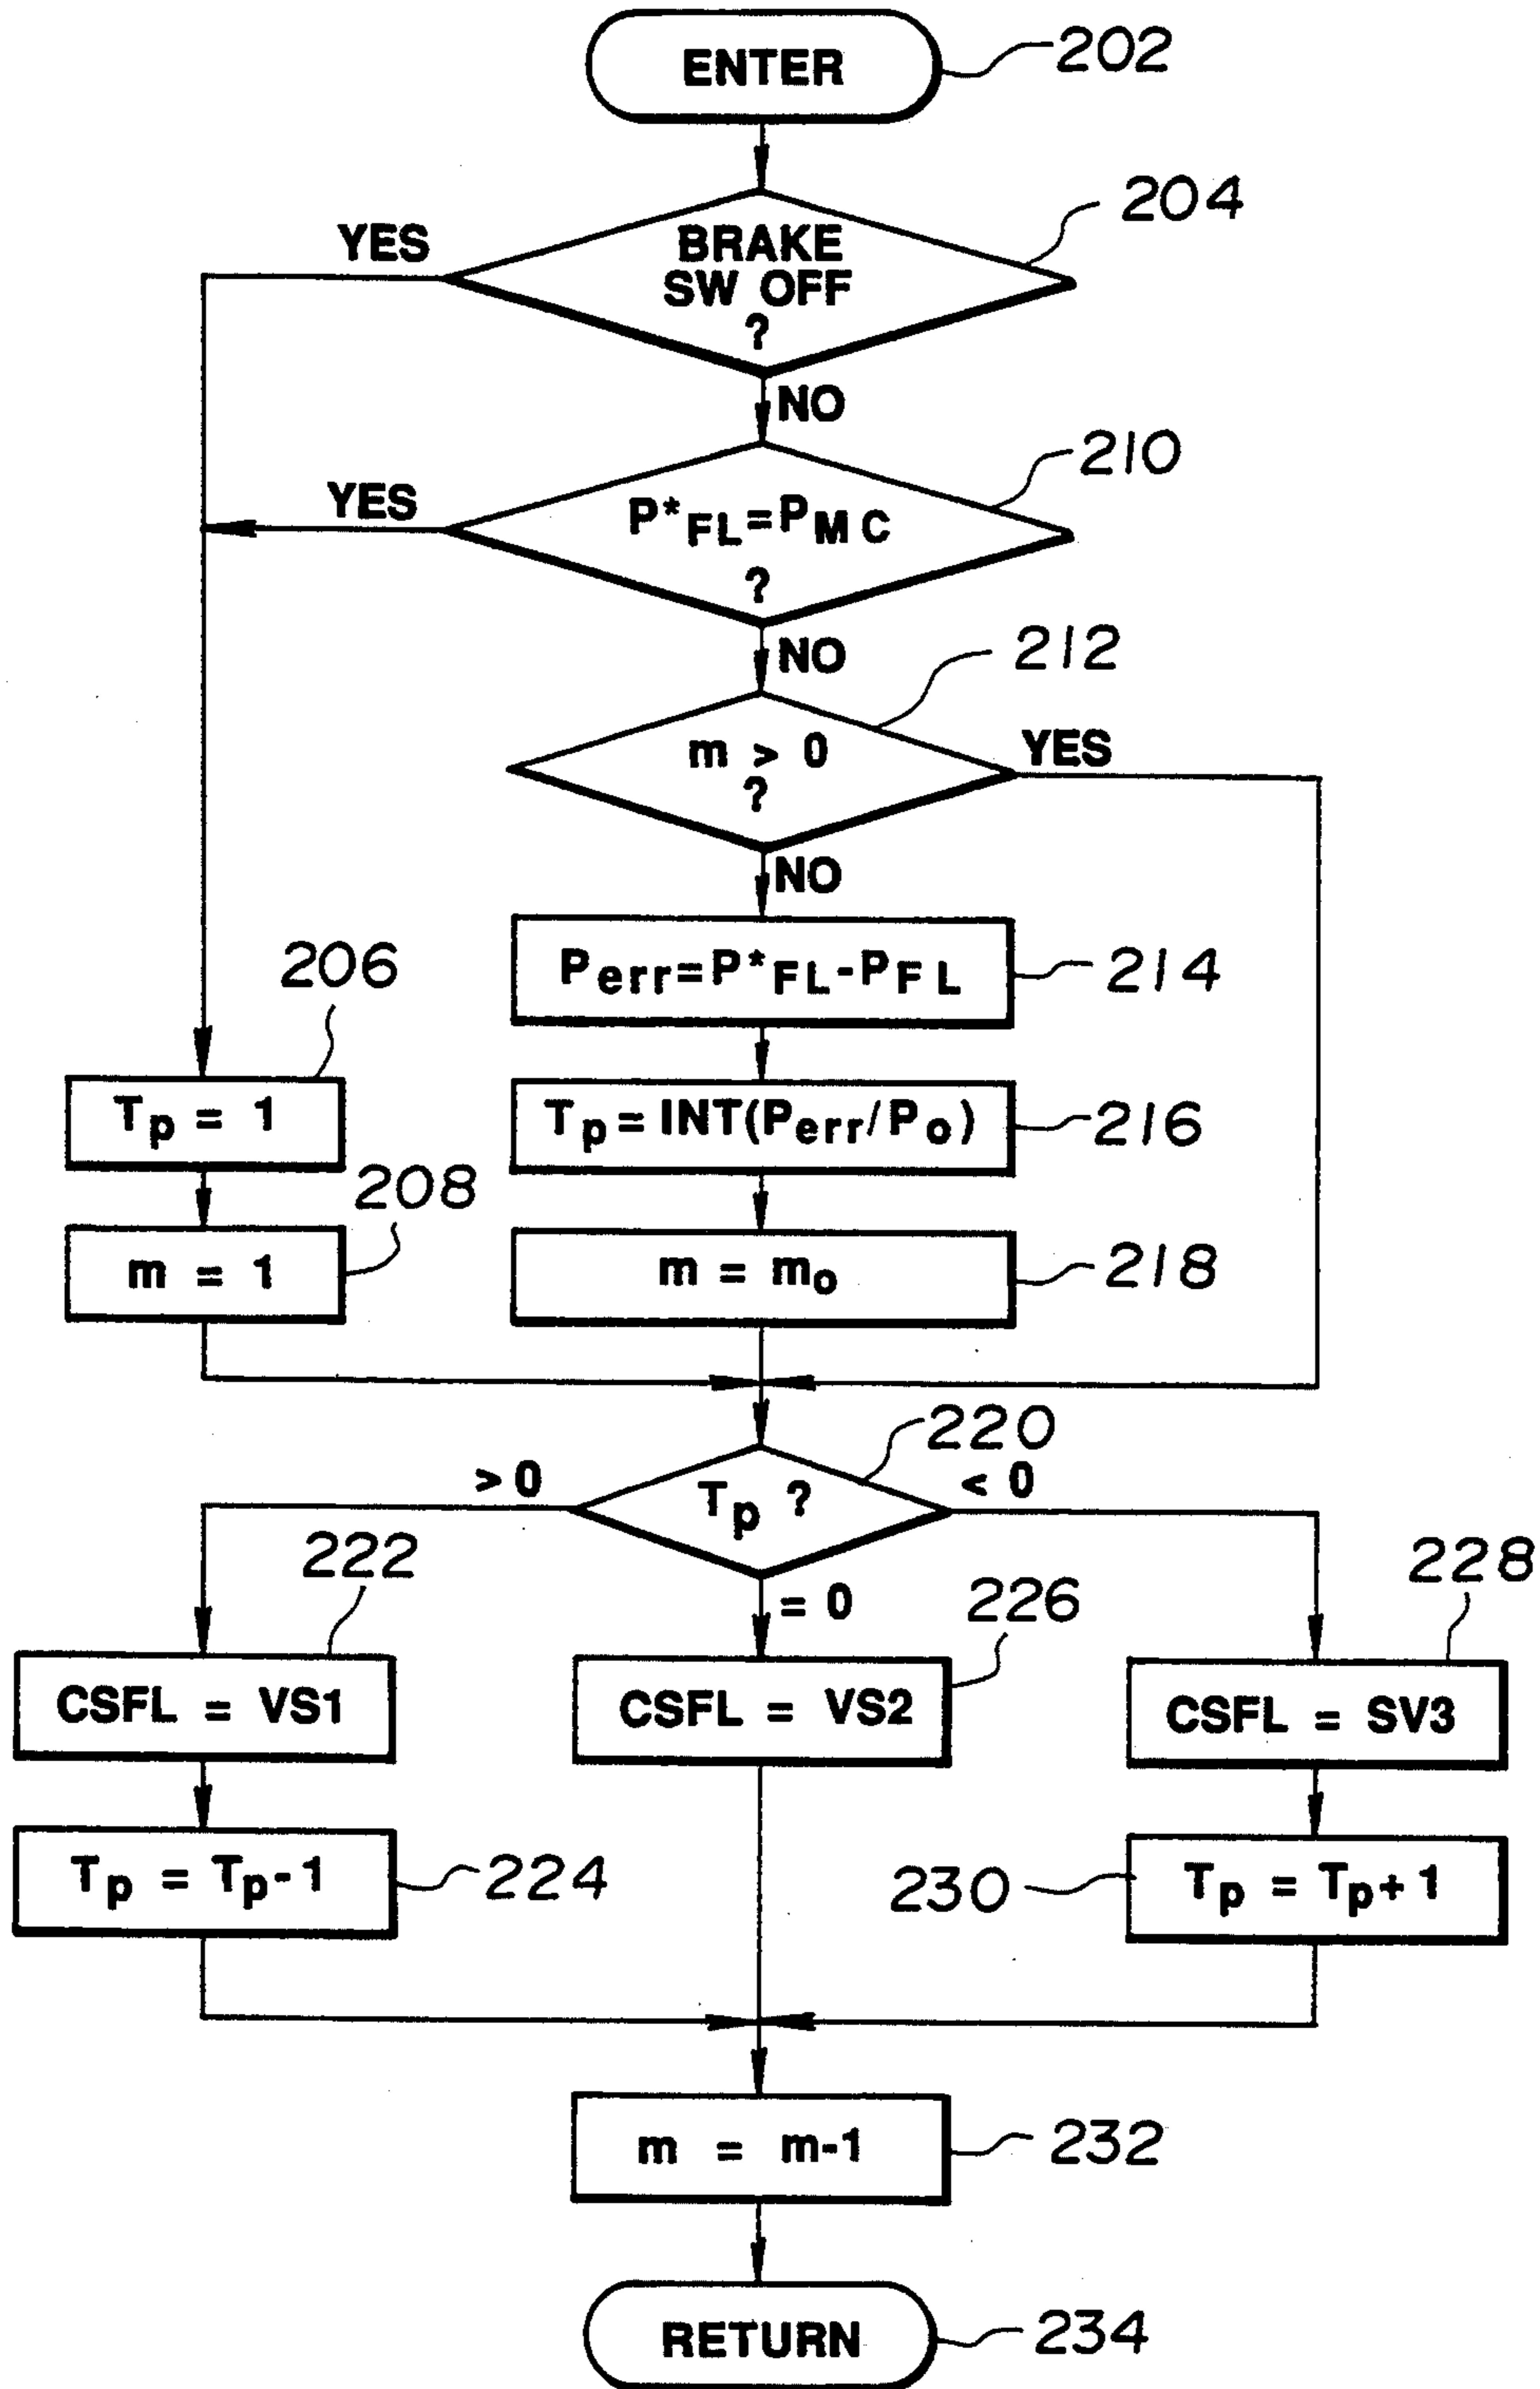 ENTER
202
204
YES
BRAKE
SW OFF
?
NO
210
YES
P*FL=PMC
?
NO
212
m > 0
?
YES
NO
Perr=P*FL-PFL
214
206
Tp = 1
Tp=INT(Perr/Po)
216
208
m = 1
m = mo
218
220
> 0
Tp ?
< 0
222
= 0
226
228
CSFL = VS1
CSFL = VS2
CSFL = SV3
Tp = Tp-1
224
230
Tp = Tp+1
m = m-1
232
RETURN
234